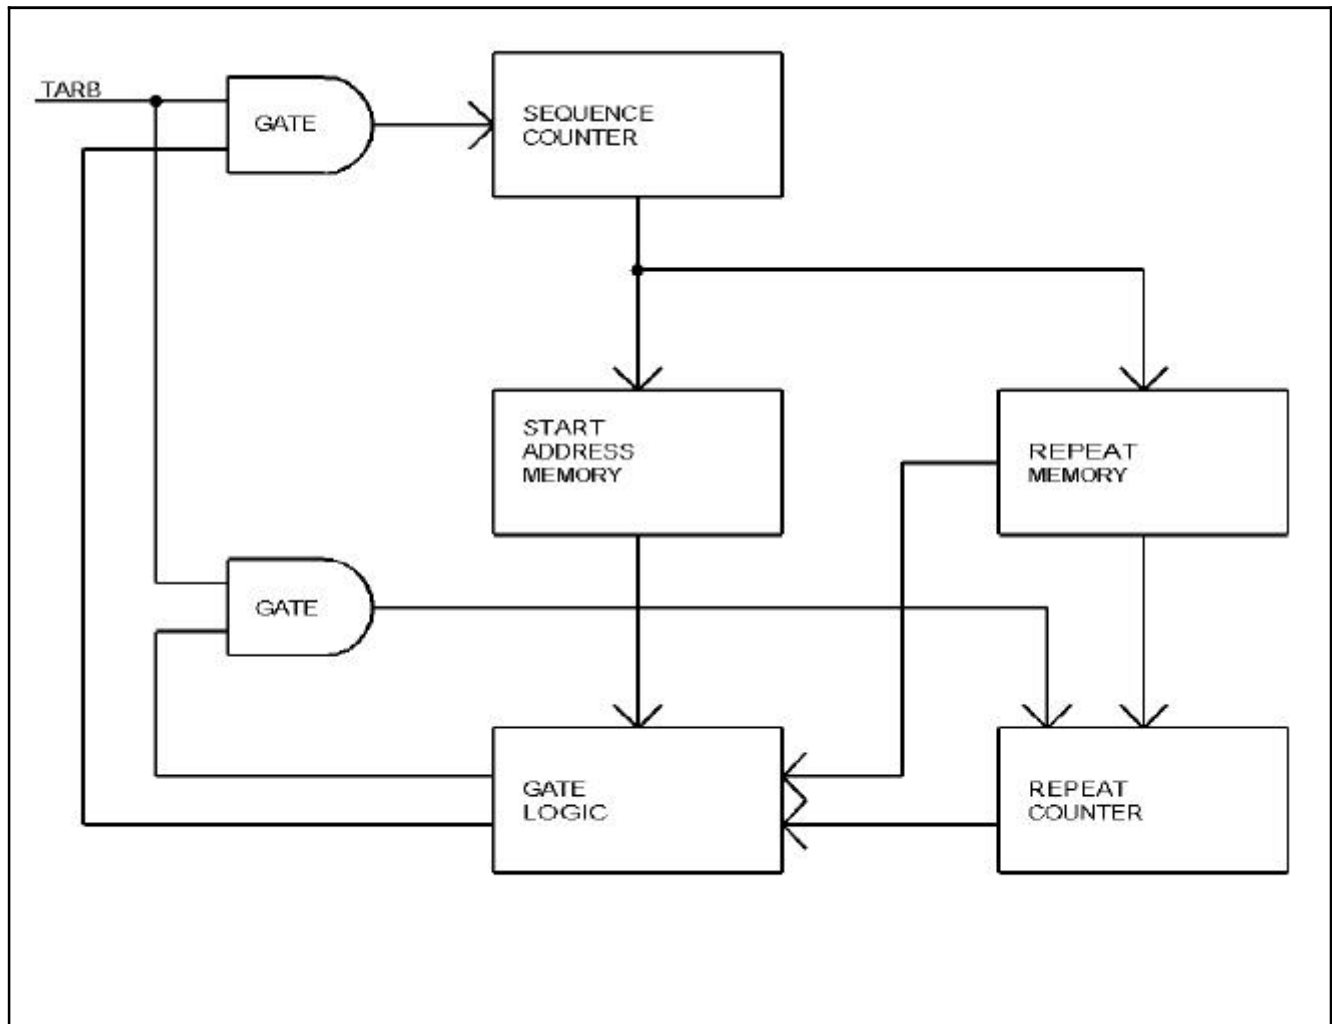 TARB
GATE
SEQUENCE
COUNTER
START
ADDRESS
MEMORY
REPEAT
MEMORY
GATE
GATE
LOGIC
REPEAT
COUNTER